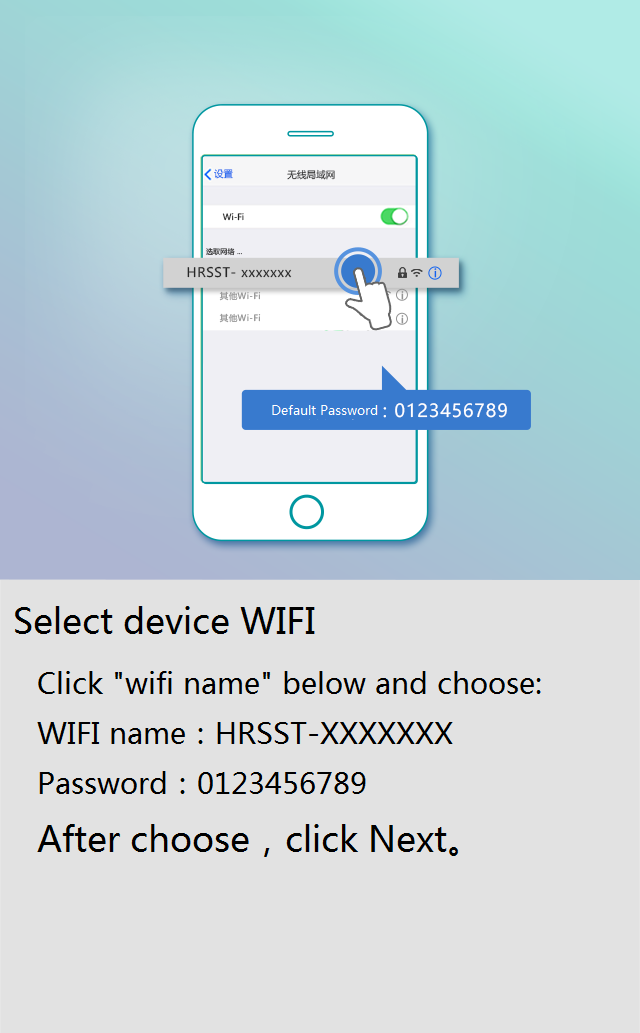 设置 无线局域网
Wi-Fi
选取网络 ...
HRSST- xxxxxxx
其他Wi-Fi
其他Wi-Fi
Default Password：0123456789
Select device WIFI
Click "wifi name" below and choose:
WIFI name：HRSST-XXXXXXX
Password：0123456789
After choose，click Next。